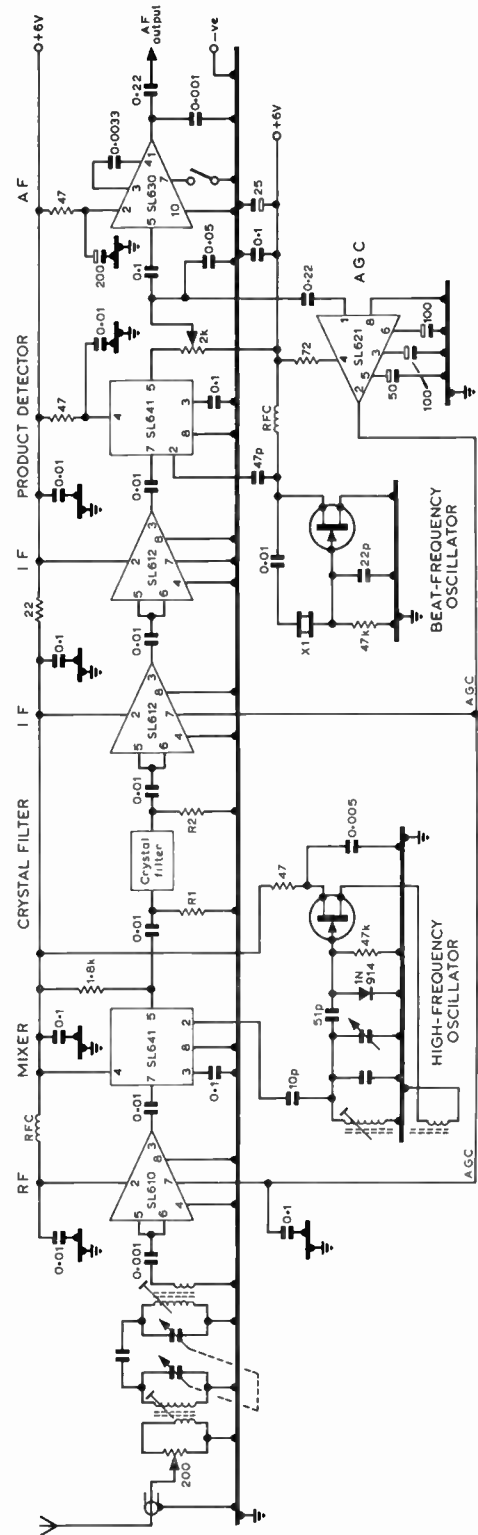 RF
MIXER
CRYSTAL FILTER
IF
IF
PRODUCT DETECTOR
AF
RFC
22
+6V
0·01
0·1
1·8k
0·1
0·01
47
0·01
47
200
0·0033
200
0·001
5
6
2
SL610
3
8
7
4
0·01
4
7
SL641
5
2
8
3
0·1
0·01
R1
Crystal
filter
R2
0·01
5
6
2
SL612
3
8
7
4
0·01
5
6
2
SL612
3
8
7
4
0·01
4
7
SL641
5
2
3
8
0·1
2k
0·1
5
2
3
4
SL630
1
7
10
0·22
AF
output
0·001
-ve
0·05
0·1
25
+6V
0·1
AGC
10p
51p
1N
914
47k
47
0·005
HIGH-FREQUENCY
OSCILLATOR
AGC
X1
0·01
47p
RFC
47k
22p
BEAT-FREQUENCY
OSCILLATOR
72
0·22
AGC
4
1
2
SL621
5
3
6
8
50
100
100